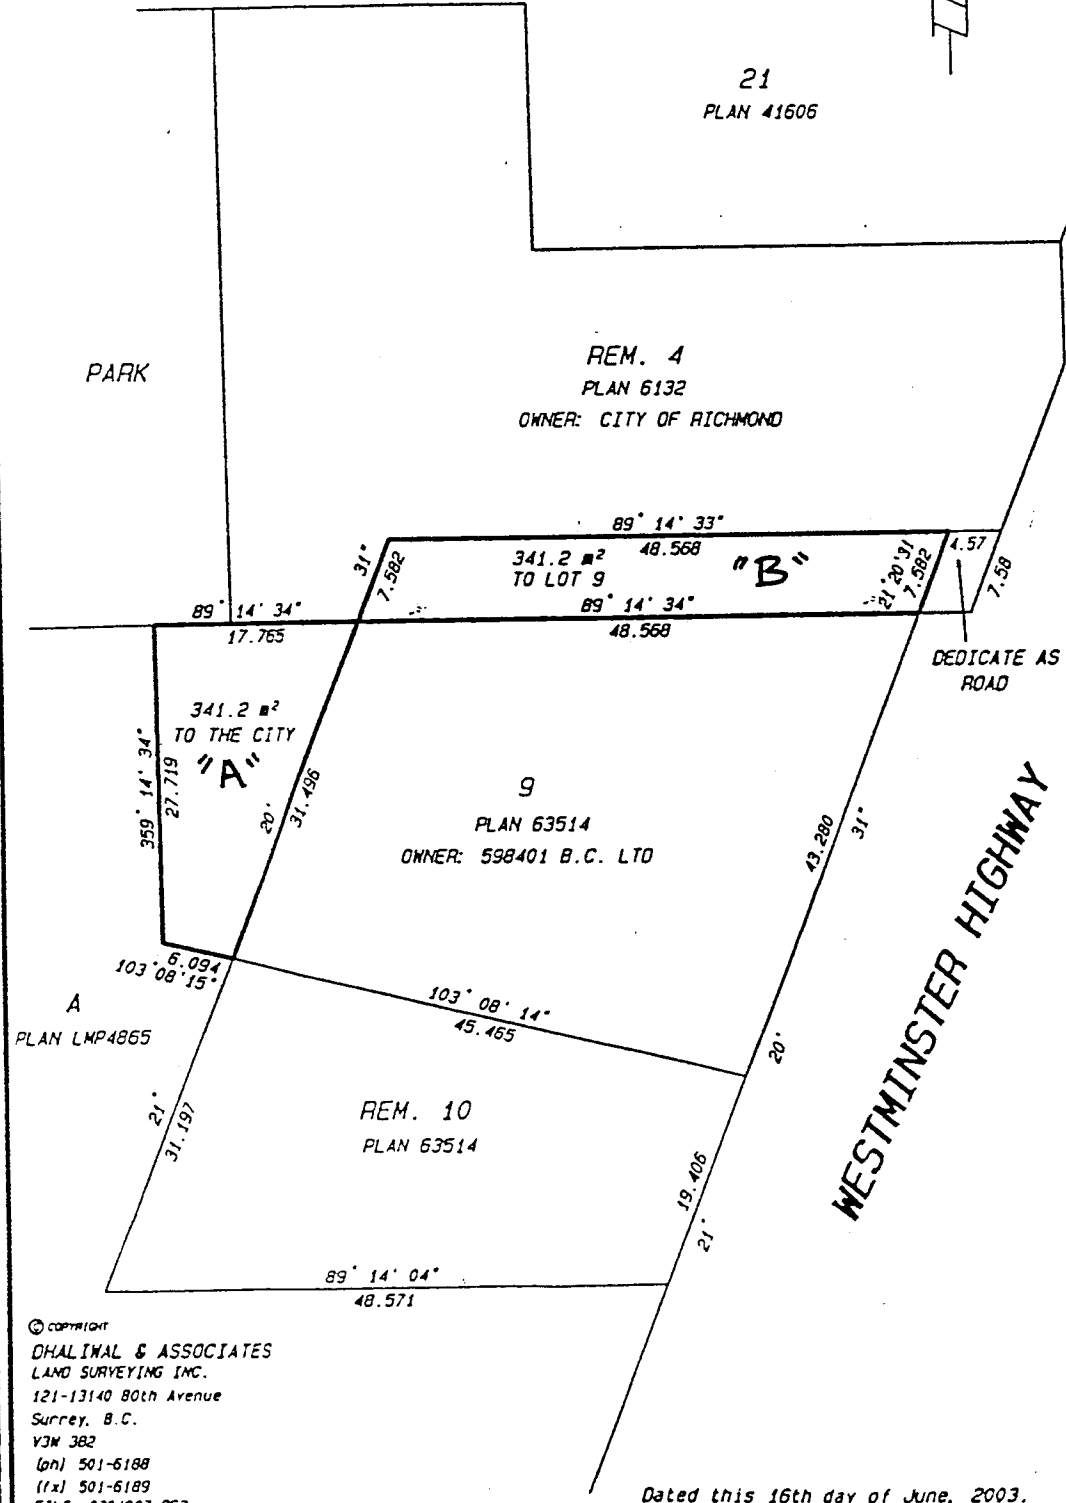 21
PLAN 41606
PARK
REM. 4
PLAN 6132
OWNER: CITY OF RICHMOND
89° 14' 33"
48.568
31"
7.582
341.2 m²
TO LOT 9
"B"
21°20'31
7.582
4.57
7.58
89° 14' 34"
17.765
89° 14' 34"
48.568
DEDICATE AS
ROAD
341.2 m²
TO THE CITY
"A"
359° 14' 34"
27.719
20'
31.496
9
PLAN 63514
OWNER: 598401 B.C. LTD
43.280
31"
WESTMINSTER HIGHWAY
6.094
103°08'15"
A
PLAN LMP4865
103° 08' 14"
45.465
20'
21°
31.197
REM. 10
PLAN 63514
19.406
21°
89° 14' 04"
48.571
© COPYRIGHT
DHALIWAL & ASSOCIATES
LAND SURVEYING INC.
121-13140 80th Avenue
Surrey, B.C.
V3W 3B2
(ph) 501-6188
(fx) 501-6189
Dated this 16th day of June, 2003.